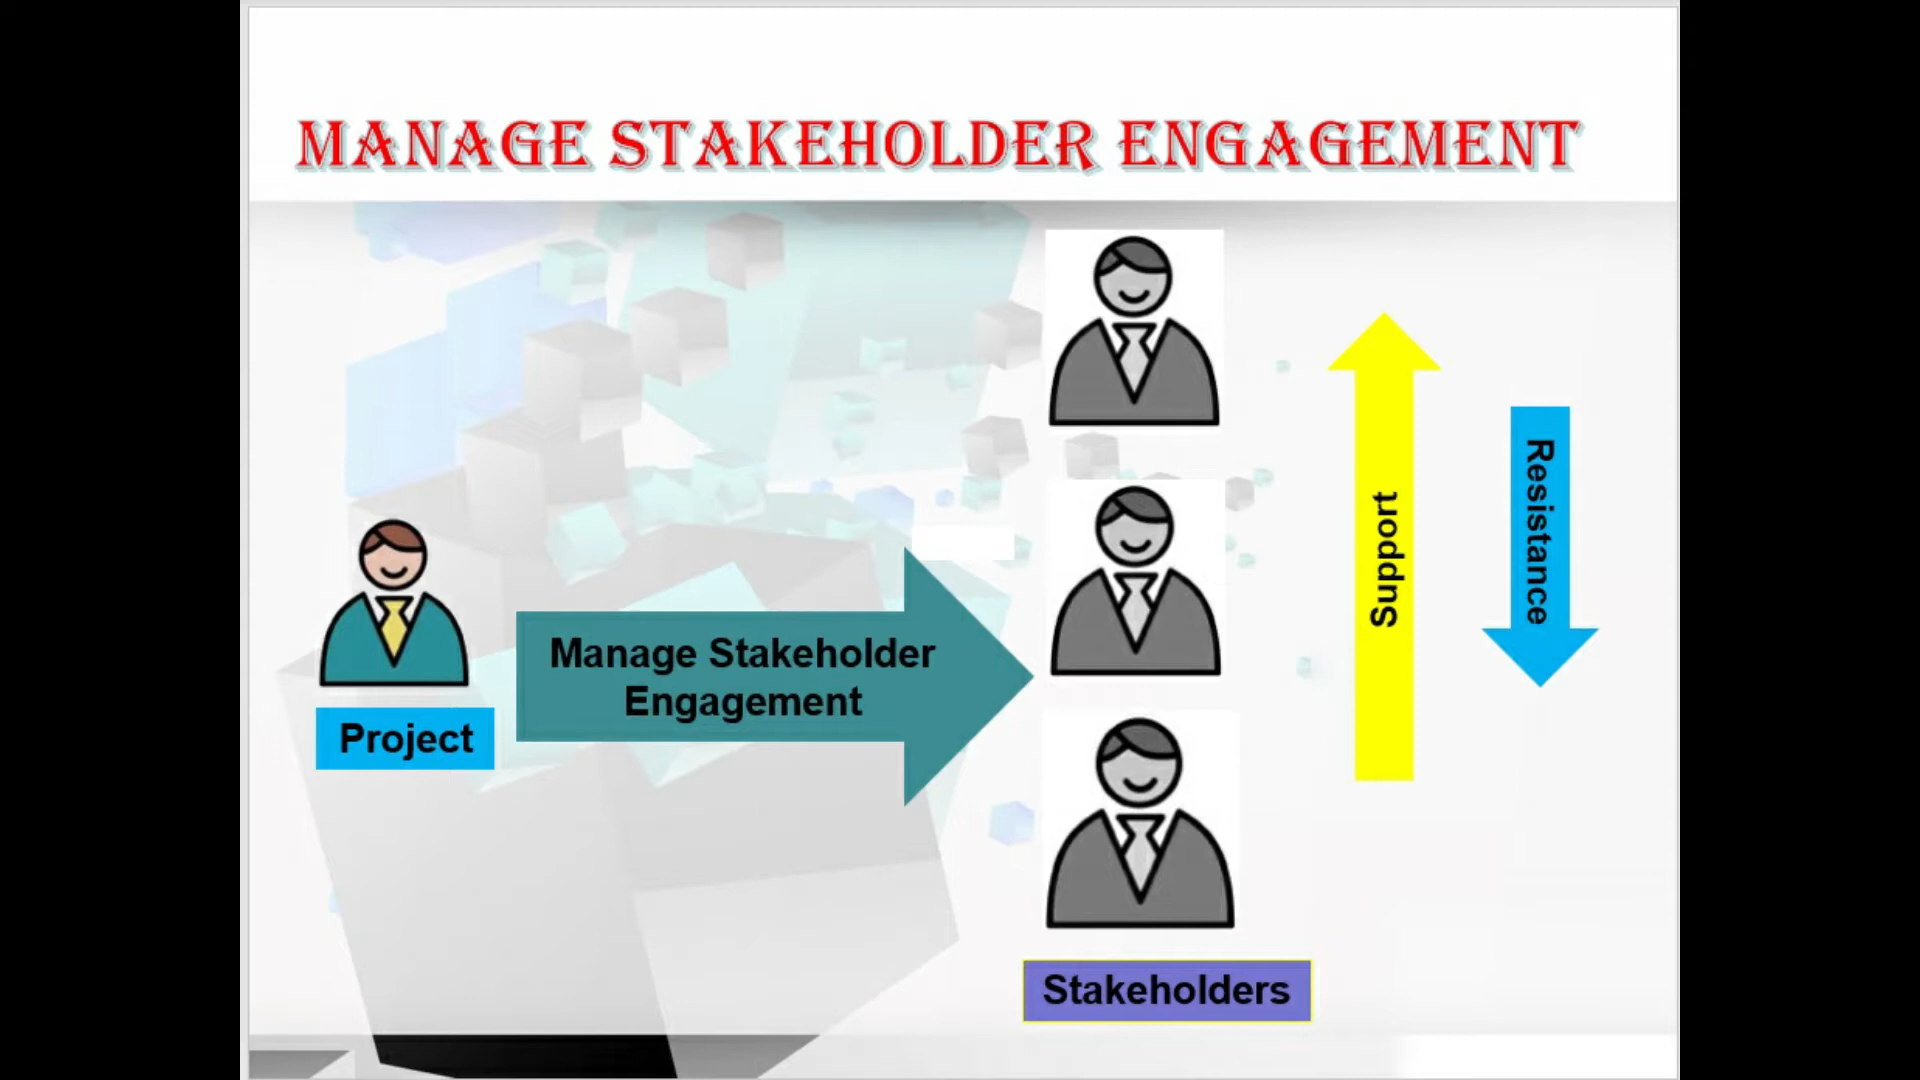 MANAGE STAKEHOLDER ENGAGEMENT
Manage Stakeholder
Engagement
Project
Support
Resistance
Stakeholders